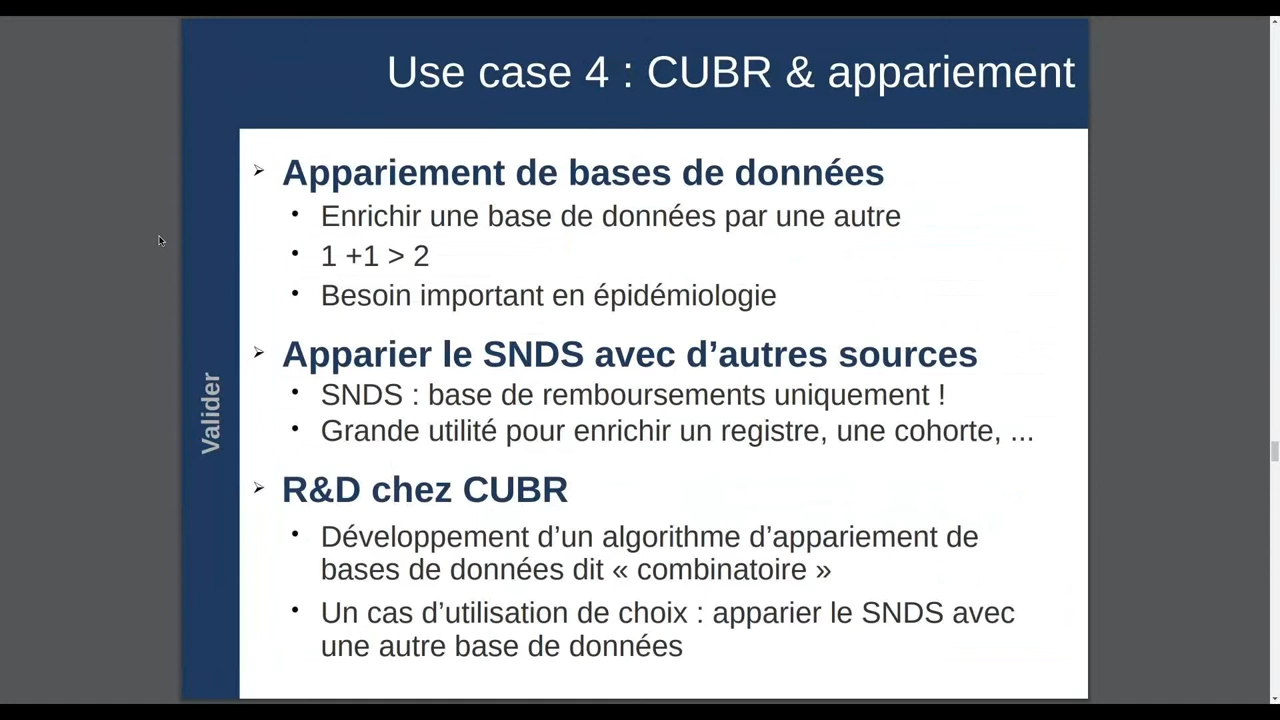 Use case 4 : CUBR & appariement
Appariement de bases de données
Enrichir une base de données par une autre
1 +1 > 2
Besoin important en épidémiologie
Apparier le SNDS avec d’autres sources
SNDS : base de remboursements uniquement !
Grande utilité pour enrichir un registre, une cohorte, ...
R&D chez CUBR
Développement d’un algorithme d’appariement de
bases de données dit « combinatoire »
Un cas d’utilisation de choix : apparier le SNDS avec
une autre base de données
Valider